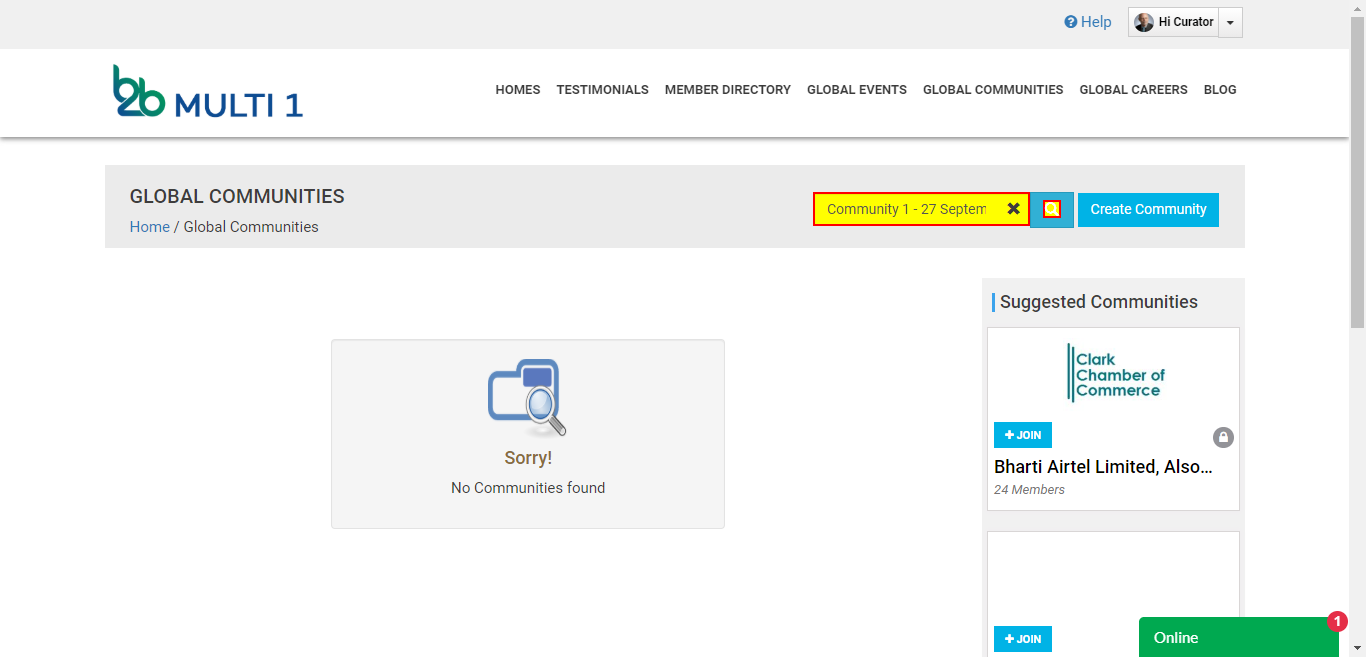 Help
Hi Curator
b2b MULTI 1
HOMES TESTIMONIALS MEMBER DIRECTORY GLOBAL EVENTS GLOBAL COMMUNITIES GLOBAL CAREERS BLOG
GLOBAL COMMUNITIES
Home / Global Communities
Community 1 - 27 Septem
Create Community
Sorry!
No Communities found
Suggested Communities
Clark
Chamber of
Commerce
JOIN
Bharti Airtel Limited, Also...
24 Members
JOIN
Online
1